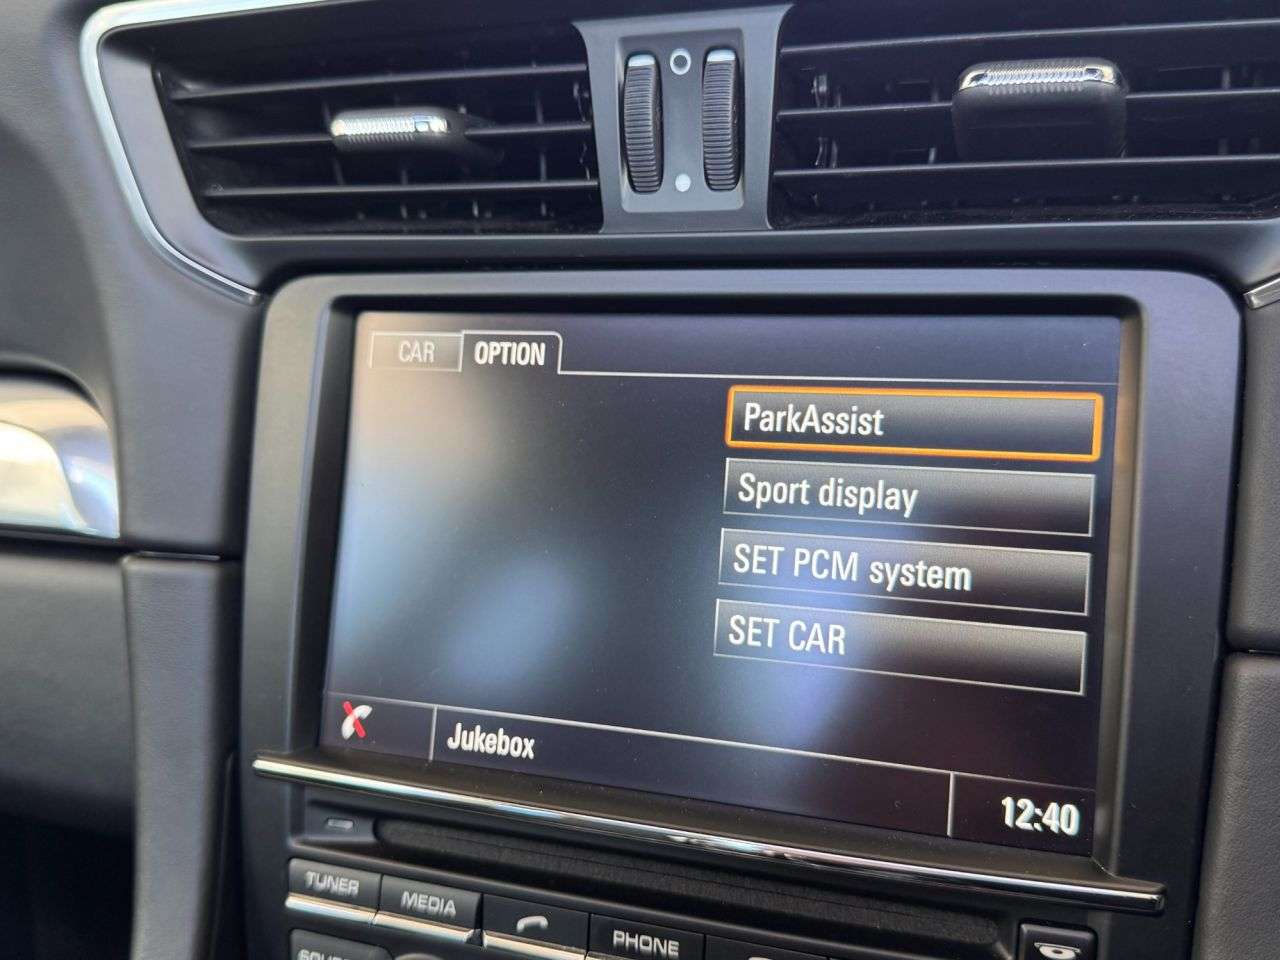 CAR OPTION
ParkAssist
Sport display
SET PCM system
SET CAR
Jukebox
12:40
TUNER MEDIA PHONE